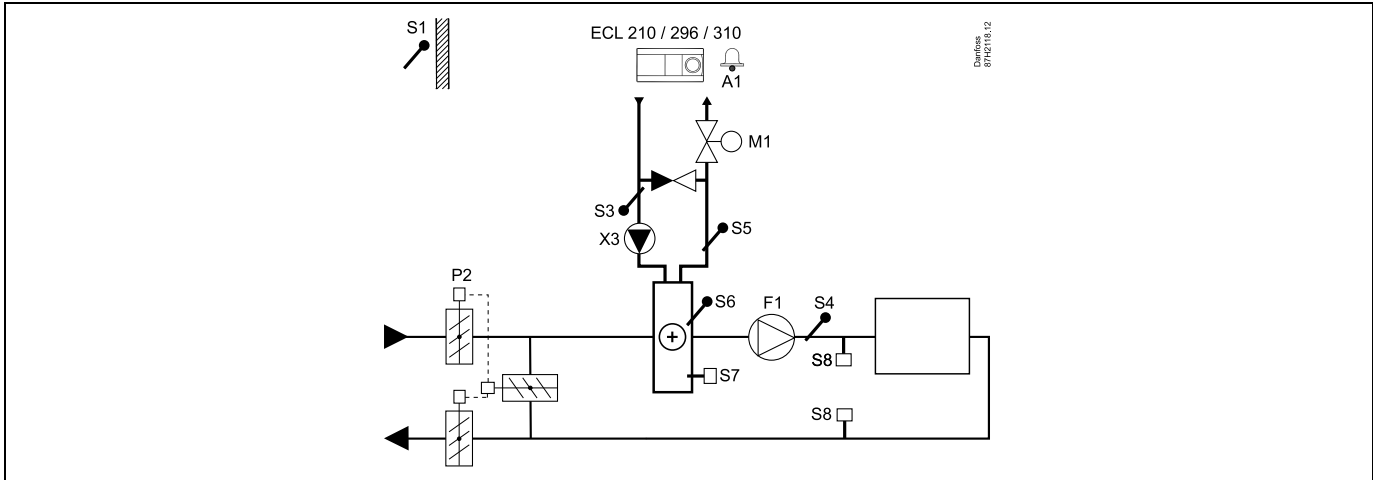 S1
ECL 210 / 296 / 310
Danfoss
87H2118.12
A1
M1
S3
S5
X3
P2
S6
F1
S4
S8
S7
S8